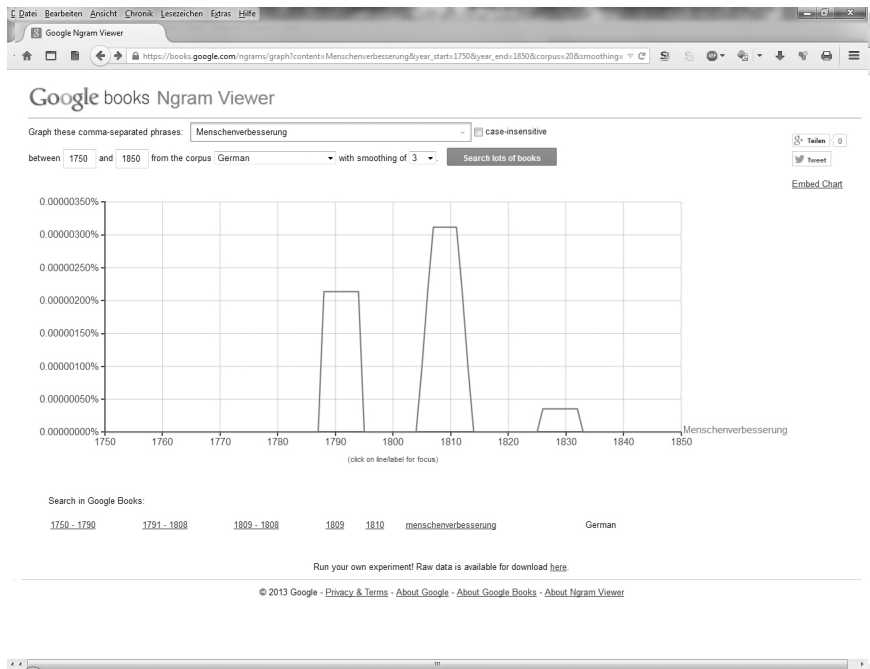 Datei Bearbeiten Ansicht Chronik Lesezeichen Extras Hilfe
Google Ngram Viewer
https://books.google.com/ngrams/graph?content=Menschenverbesserung&year_start=1750&year_end=1850&corpus=20&smoothing=
Google books Ngram Viewer
Graph these comma-separated phrases: Menschenverbesserung case-insensitive
between 1750 and 1850 from the corpus German with smoothing of 3 . Search lots of books
Teilen 0
Tweet
Embed Chart
0.00000350%
0.00000300%
0.00000250%
0.00000200%
0.00000150%
0.00000100%
0.00000050%
0.00000000%
Menschenverbesserung
1750 1760 1770 1780 1790 1800 1810 1820 1830 1840 1850
(click on line/label for focus)
Search in Google Books:
1750 - 1790 1791 - 1808 1809 - 1808 1809 1810 menschenverbesserung German
Run your own experiment! Raw data is available for download here.
© 2013 Google - Privacy & Terms - About Google - About Google Books - About Ngram Viewer